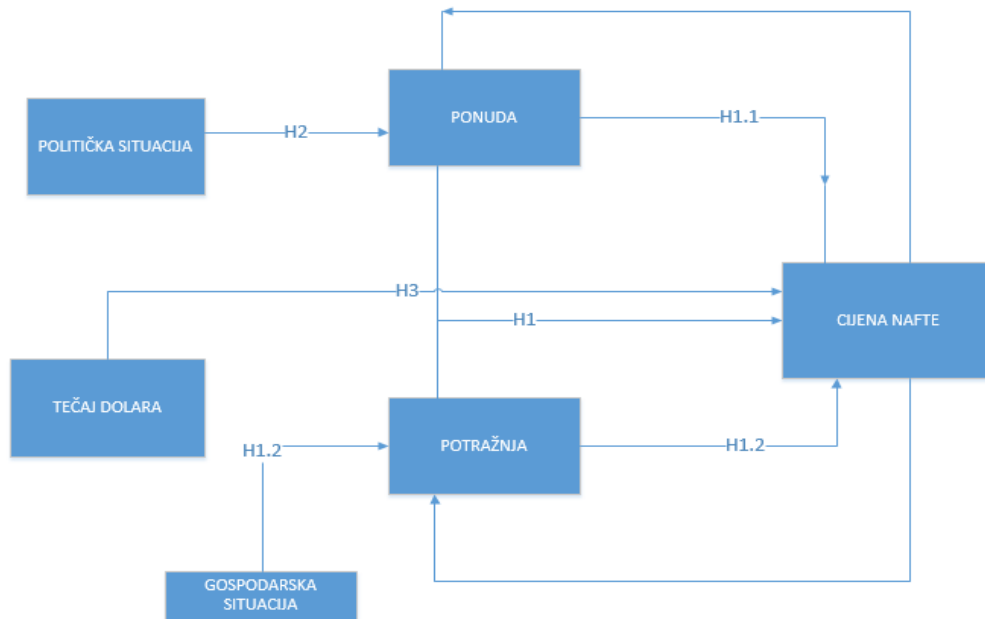 PONUDA
POLITIČKA SITUACIJA
H2
H1.1
H3
H1
CIJENA NAFTE
TEČAJ DOLARA
POTRAŽNJA
H1.2
H1.2
GOSPODARSKA
SITUACIJA